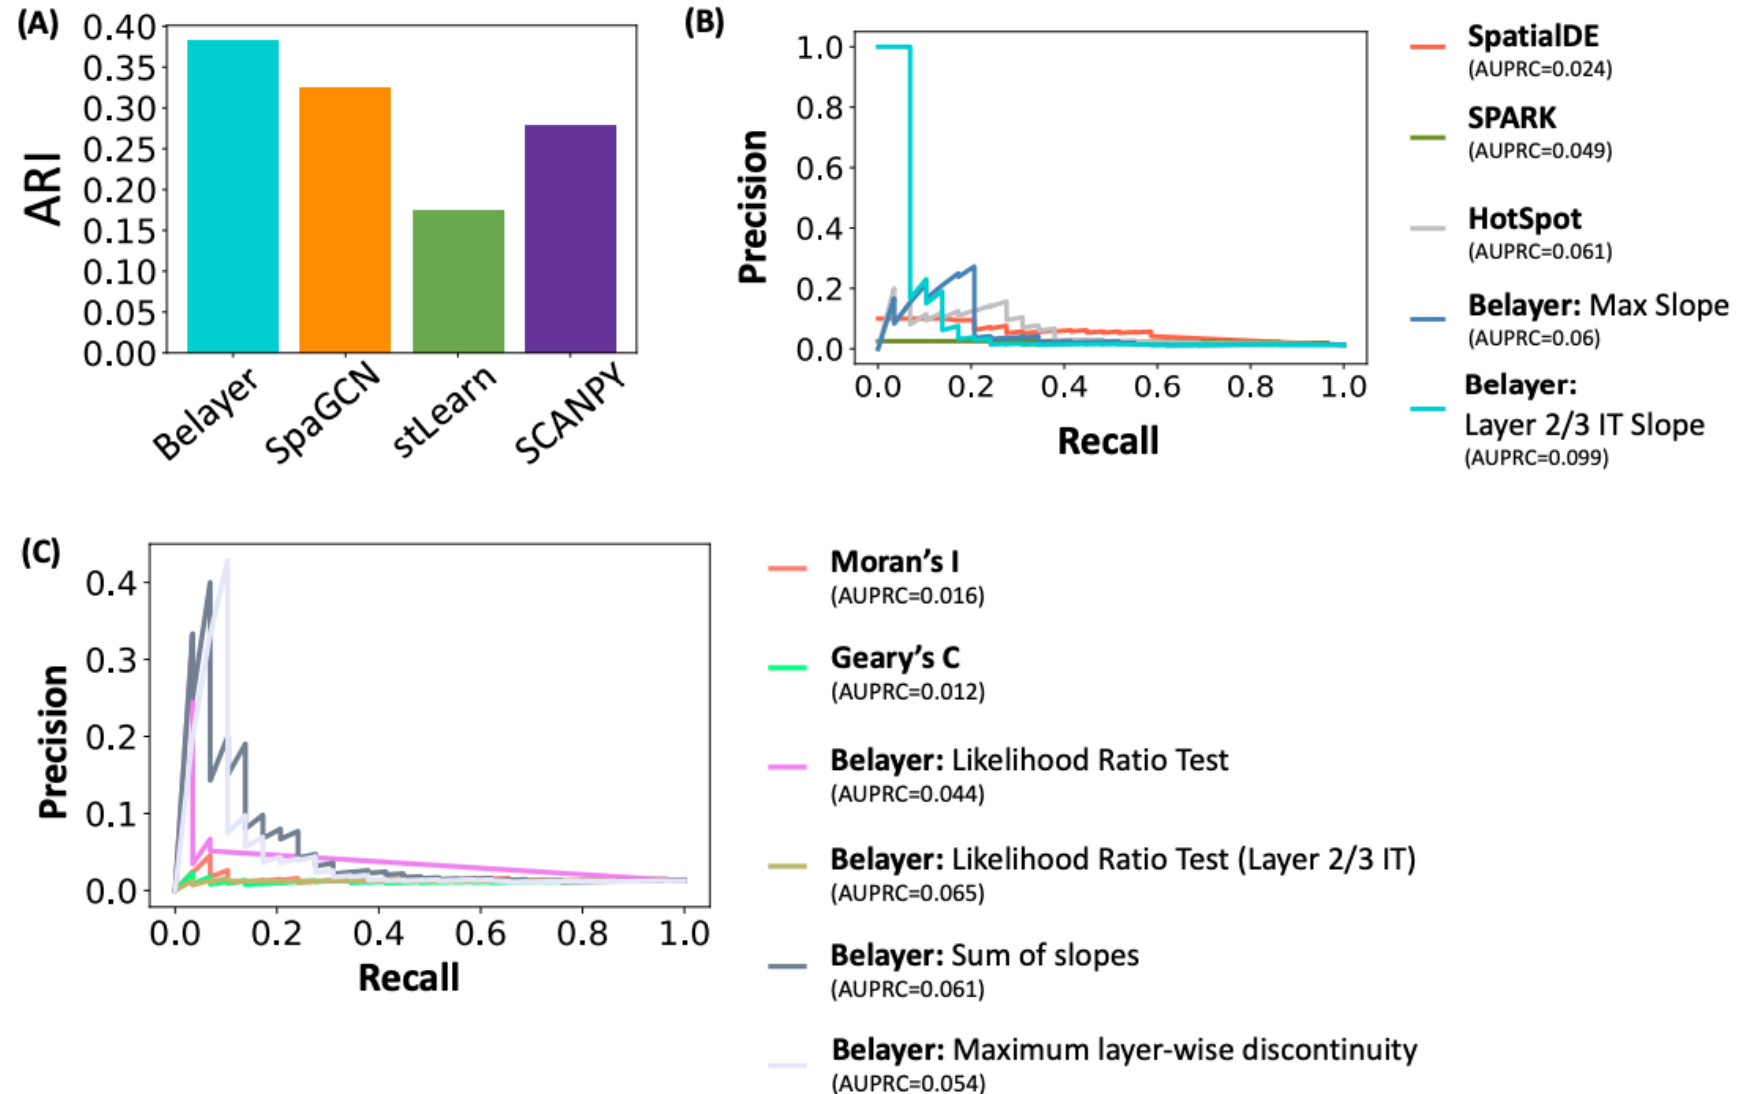 (A)
0.40
0.35
0.30
0.25
0.20
0.15
0.10
0.05
0.00
ARI
Belayer
SpaGCN
stLearn
SCANPY
(B)
1.0
0.8
0.6
0.4
0.2
0.0
Precision
0.0 0.2 0.4 0.6 0.8 1.0
Recall
SpatialDE
(AUPRC=0.024)
SPARK
(AUPRC=0.049)
HotSpot
(AUPRC=0.061)
Belayer: Max Slope
(AUPRC=0.06)
Belayer:
Layer 2/3 IT Slope
(AUPRC=0.099)
(C)
0.4
0.3
0.2
0.1
0.0
Precision
0.0 0.2 0.4 0.6 0.8 1.0
Recall
Moran’s I
(AUPRC=0.016)
Geary’s C
(AUPRC=0.012)
Belayer: Likelihood Ratio Test
(AUPRC=0.044)
Belayer: Likelihood Ratio Test (Layer 2/3 IT)
(AUPRC=0.065)
Belayer: Sum of slopes
(AUPRC=0.061)
Belayer: Maximum layer-wise discontinuity
(AUPRC=0.054)